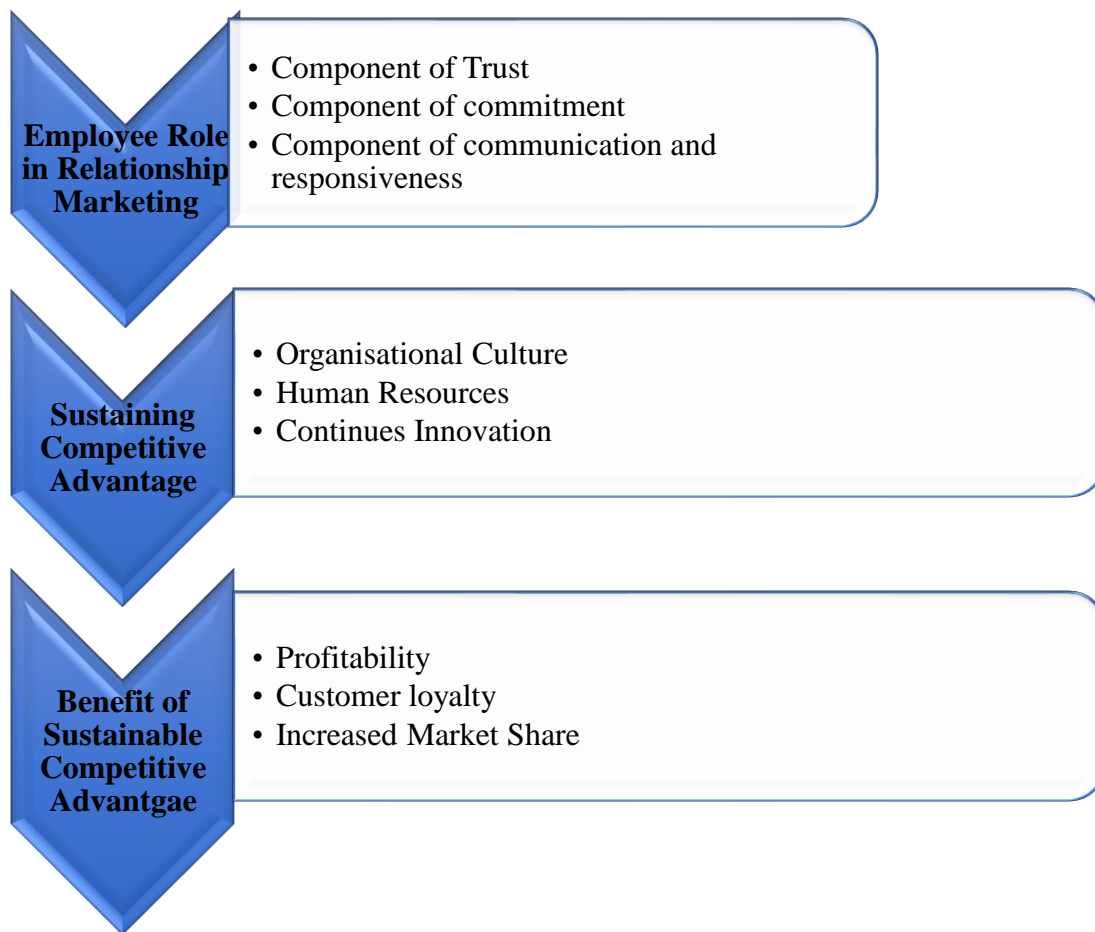 Employee Role
in Relationship
Marketing
• Component of Trust
• Component of commitment
• Component of communication and
responsiveness
Sustaining
Competitive
Advantage
• Organisational Culture
• Human Resources
• Continues Innovation
Benefit of
Sustainable
Competitive
Advantgae
• Profitability
• Customer loyalty
• Increased Market Share